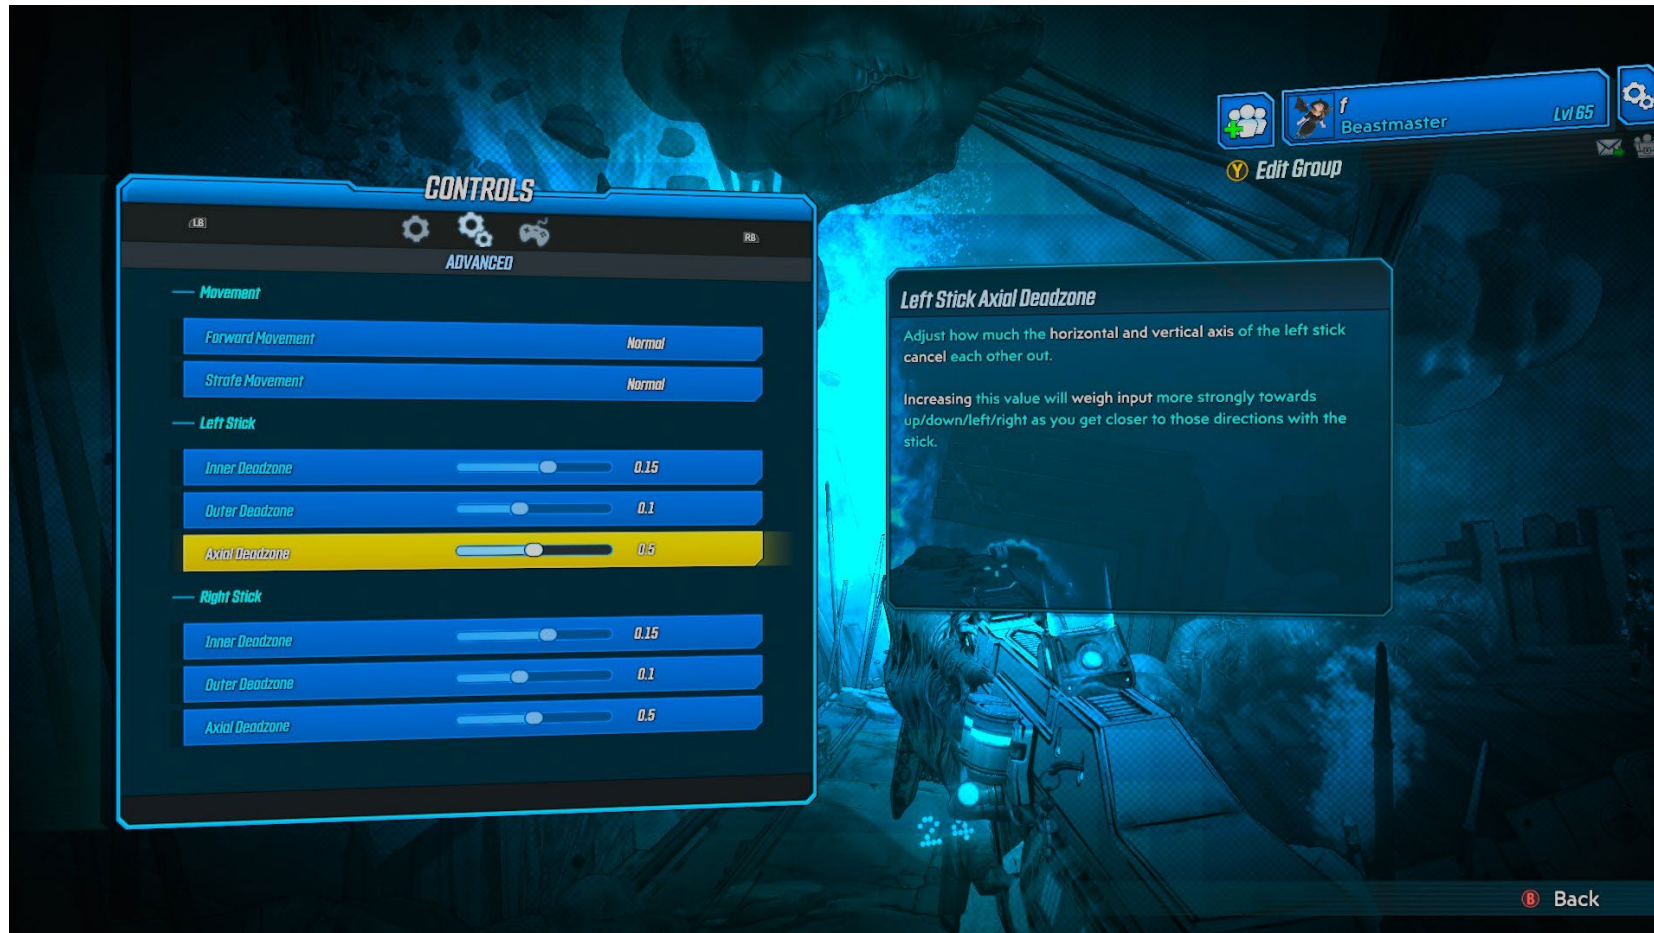 f
Beastmaster
Lvl 65
Y Edit Group
CONTROLS
LB
RB
ADVANCED
Movement
Forward Movement Normal
Strafe Movement Normal
Left Stick
Inner Deadzone 0.15
Outer Deadzone 0.1
Axial Deadzone 0.5
Right Stick
Inner Deadzone 0.15
Outer Deadzone 0.1
Axial Deadzone 0.5
Left Stick Axial Deadzone
Adjust how much the horizontal and vertical axis of the left stick
cancel each other out.
Increasing this value will weigh input more strongly towards
up/down/left/right as you get closer to those directions with the
stick.
24
B Back